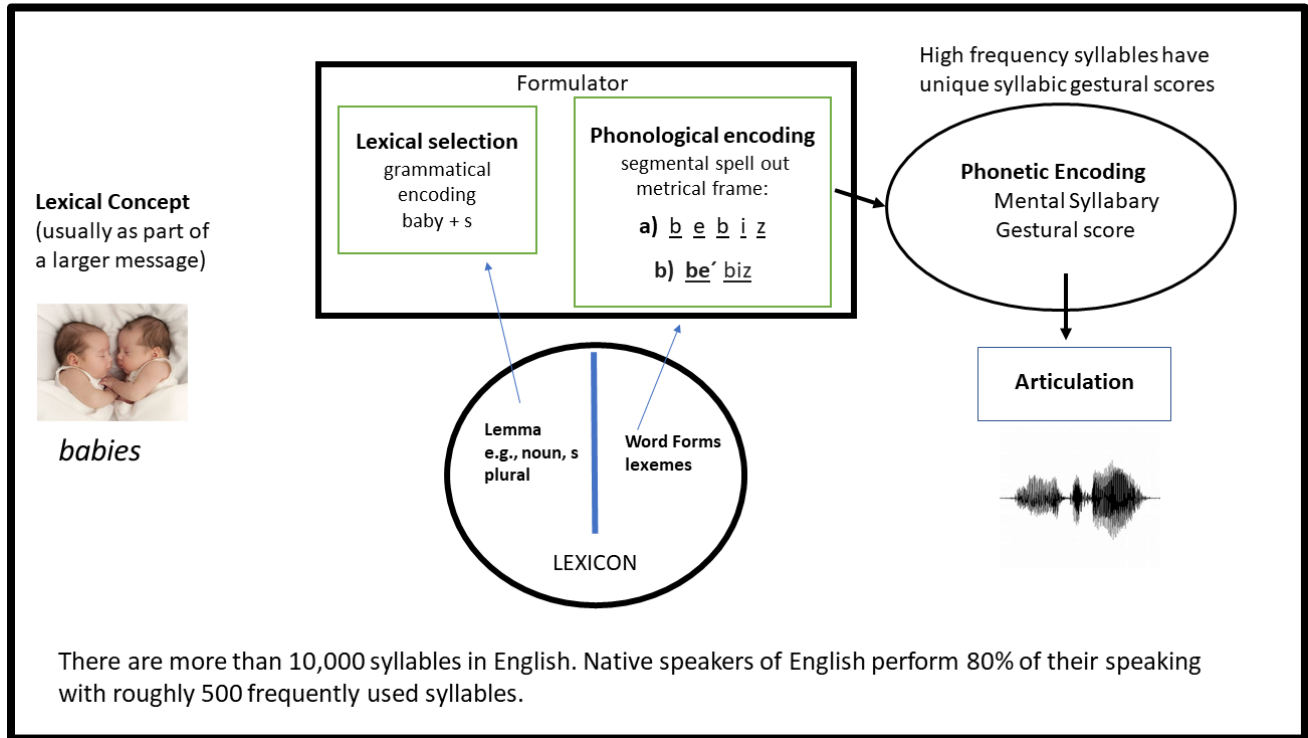 Lexical Concept
(usually as part of
a larger message)
babies
Formulator
Lexical selection
grammatical
encoding
baby + s
Phonological encoding
segmental spell out
metrical frame:
a) b e b i z
b) be´ biz
Lemma
e.g., noun, s
plural
Word Forms
lexemes
LEXICON
High frequency syllables have
unique syllabic gestural scores
Phonetic Encoding
Mental Syllabary
Gestural score
Articulation
There are more than 10,000 syllables in English. Native speakers of English perform 80% of their speaking
with roughly 500 frequently used syllables.